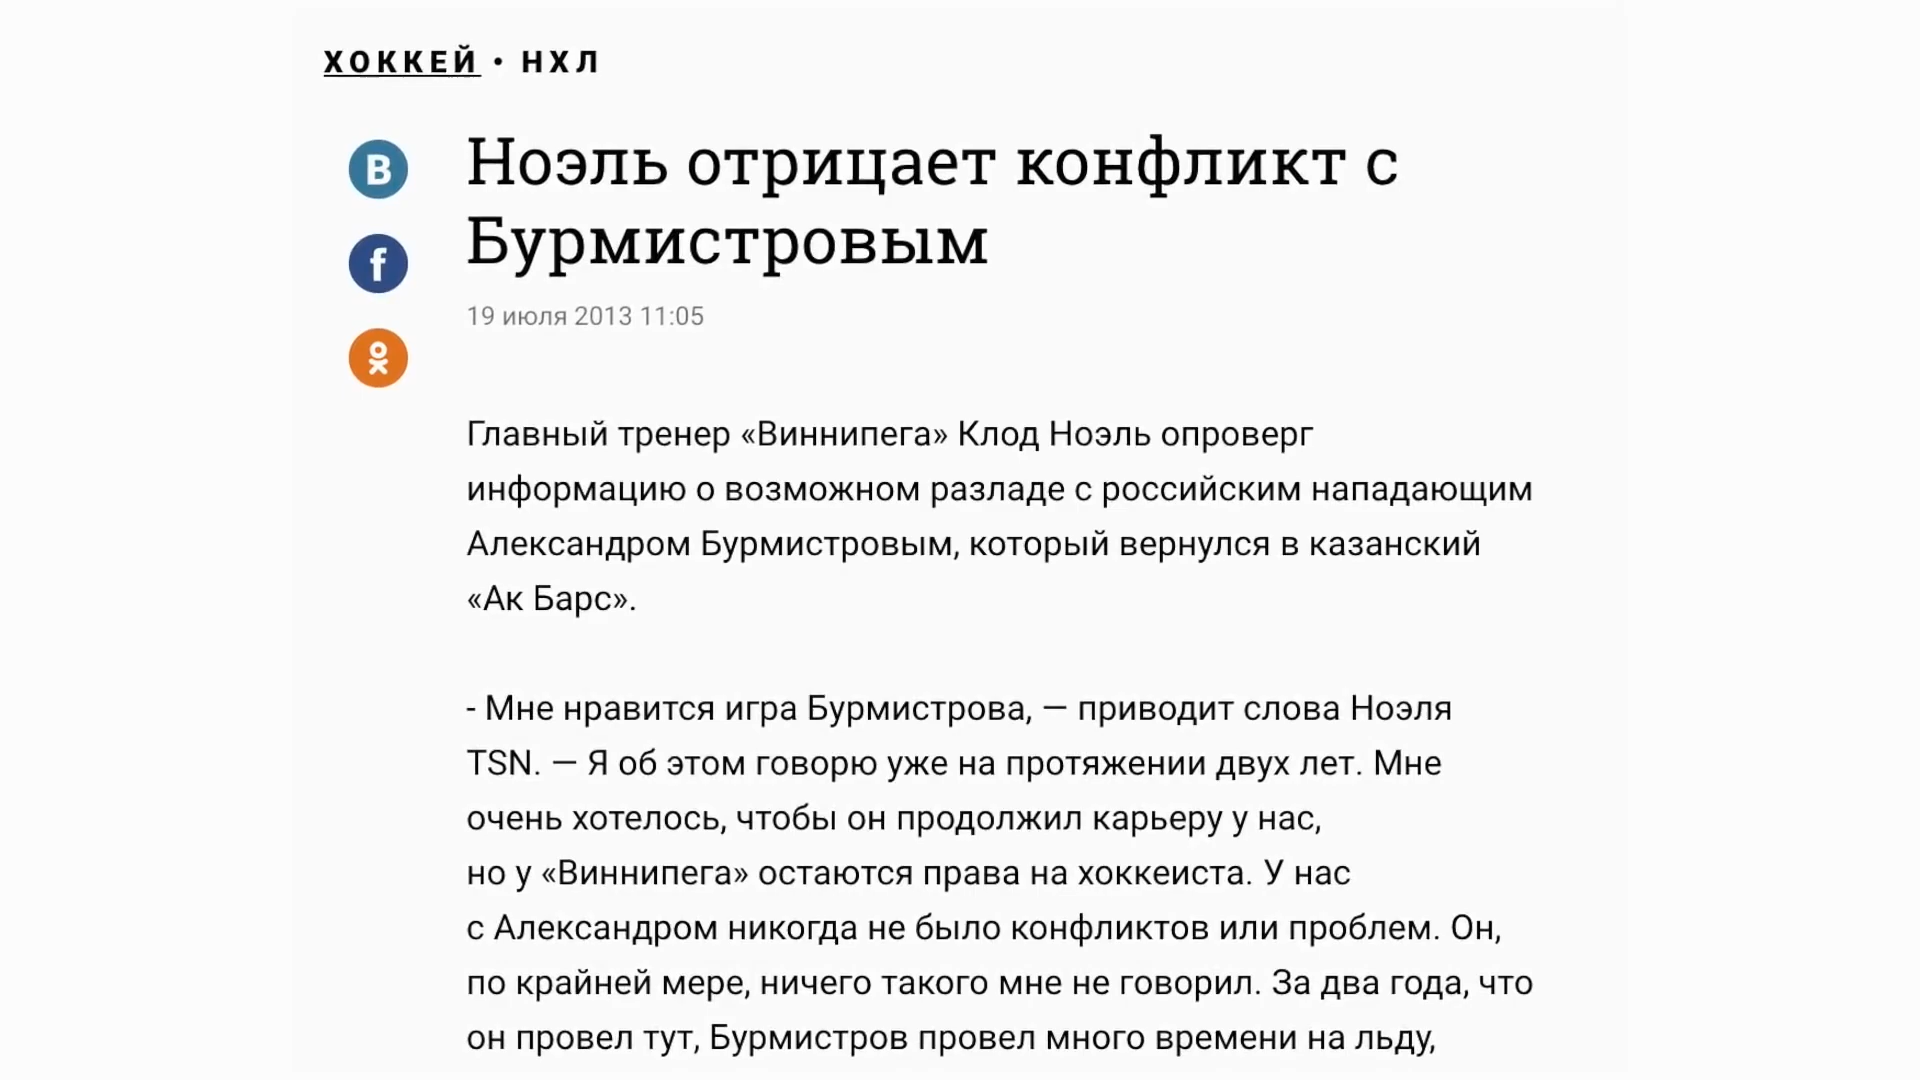 ХОККЕЙ • НХЛ
Ноэль отрицает конфликт с
Бурмистровым
19 июля 2013 11:05
Главный тренер «Виннипега» Клод Ноэль опроверг
информацию о возможном разладе с российским нападающим
Александром Бурмистровым, который вернулся в казанский
«Ак Барс».
- Мне нравится игра Бурмистрова, — приводит слова Ноэля
TSN. — Я об этом говорю уже на протяжении двух лет. Мне
очень хотелось, чтобы он продолжил карьеру у нас,
но у «Виннипега» остаются права на хоккеиста. У нас
с Александром никогда не было конфликтов или проблем. Он,
по крайней мере, ничего такого мне не говорил. За два года, что
он провел тут, Бурмистров провел много времени на льду,